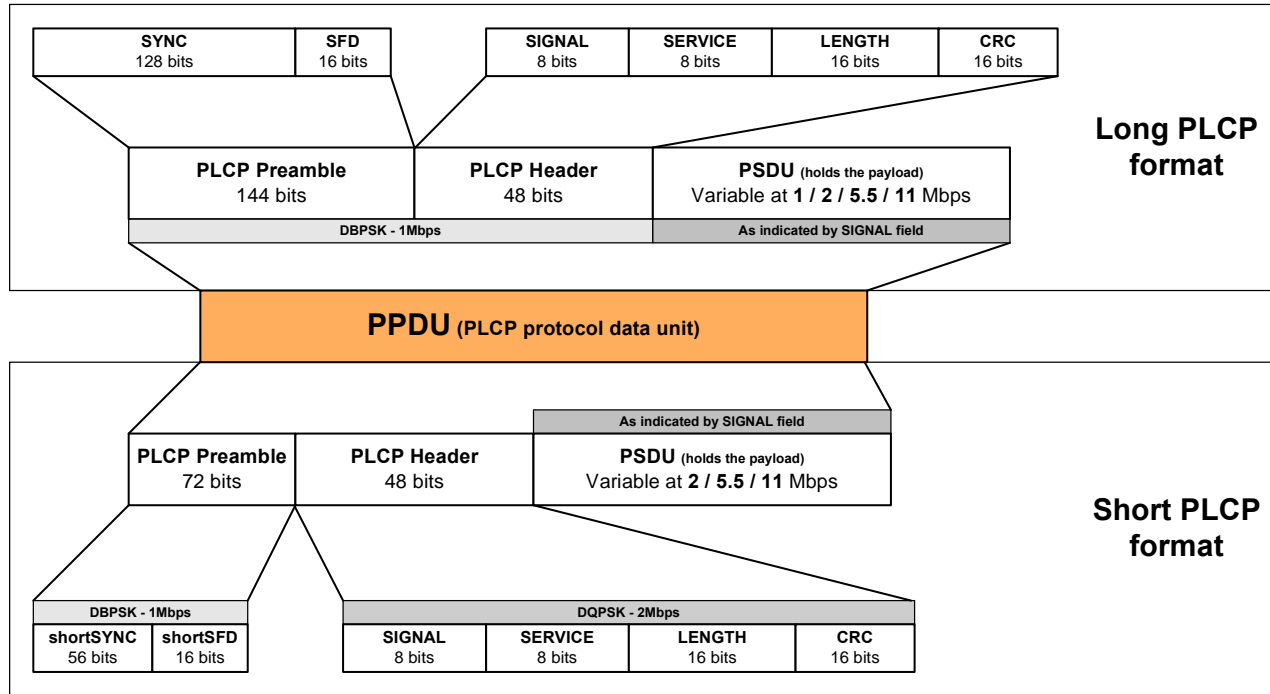 SYNC
128 bits
SFD
16 bits
SIGNAL
8 bits
SERVICE
8 bits
LENGTH
16 bits
CRC
16 bits
Long PLCP
format
PLCP Preamble
144 bits
PLCP Header
48 bits
PSDU (holds the payload)
Variable at 1 / 2 / 5.5 / 11 Mbps
DBPSK - 1Mbps
As indicated by SIGNAL field
PPDU (PLCP protocol data unit)
As indicated by SIGNAL field
PLCP Preamble
72 bits
PLCP Header
48 bits
PSDU (holds the payload)
Variable at 2 / 5.5 / 11 Mbps
Short PLCP
format
DBPSK - 1Mbps
shortSYNC
56 bits
shortSFD
16 bits
DQPSK - 2Mbps
SIGNAL
8 bits
SERVICE
8 bits
LENGTH
16 bits
CRC
16 bits